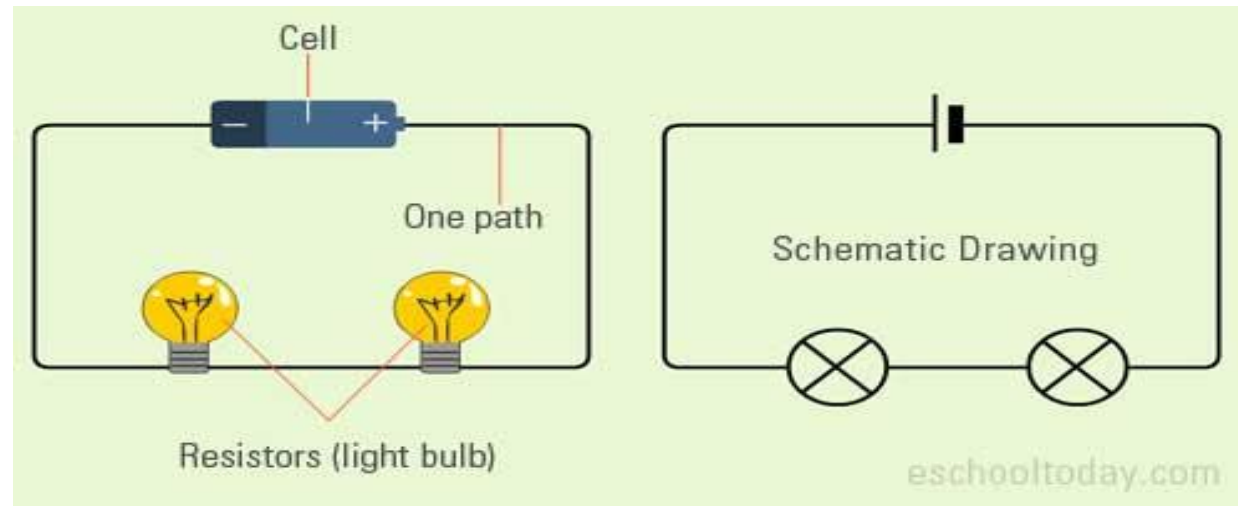 Cell
− +
One path
Schematic Drawing
Resistors (light bulb)
eschooltoday.com